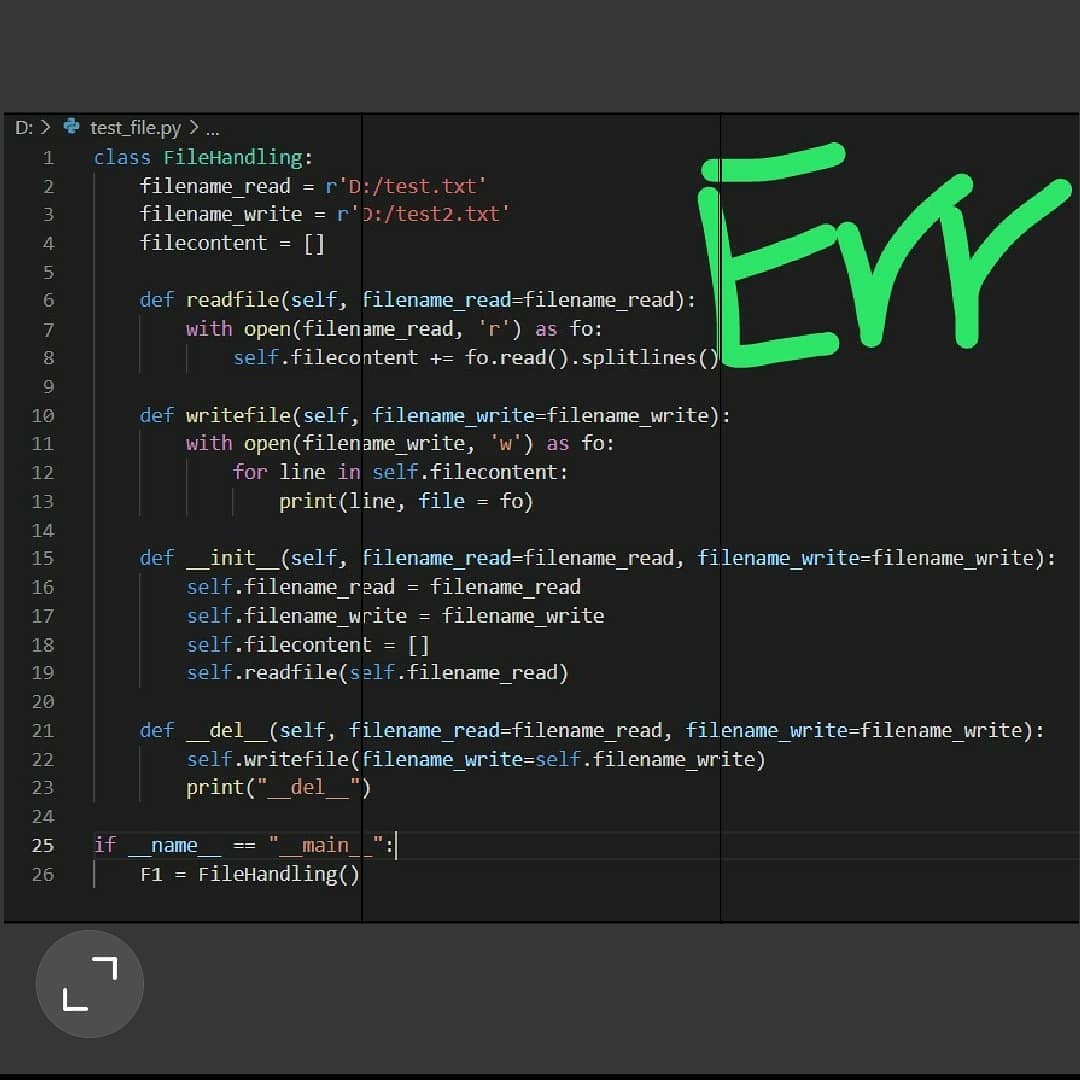 D: > test_file.py > ...
1 class FileHandling:
2     filename_read = r'D:/test.txt'
3     filename_write = r'D:/test2.txt'
4     filecontent = []
5
6     def readfile(self, filename_read=filename_read):
7         with open(filename_read, 'r') as fo:
8             self.filecontent += fo.read().splitlines()
9
10     def writefile(self, filename_write=filename_write):
11         with open(filename_write, 'w') as fo:
12             for line in self.filecontent:
13                 print(line, file = fo)
14
15     def __init__(self, filename_read=filename_read, filename_write=filename_write):
16         self.filename_read = filename_read
17         self.filename_write = filename_write
18         self.filecontent = []
19         self.readfile(self.filename_read)
20
21     def __del__(self, filename_read=filename_read, filename_write=filename_write):
22         self.writefile(filename_write=self.filename_write)
23         print("__del__")
24
25 if __name__ == "__main__":
26     F1 = FileHandling()
Err